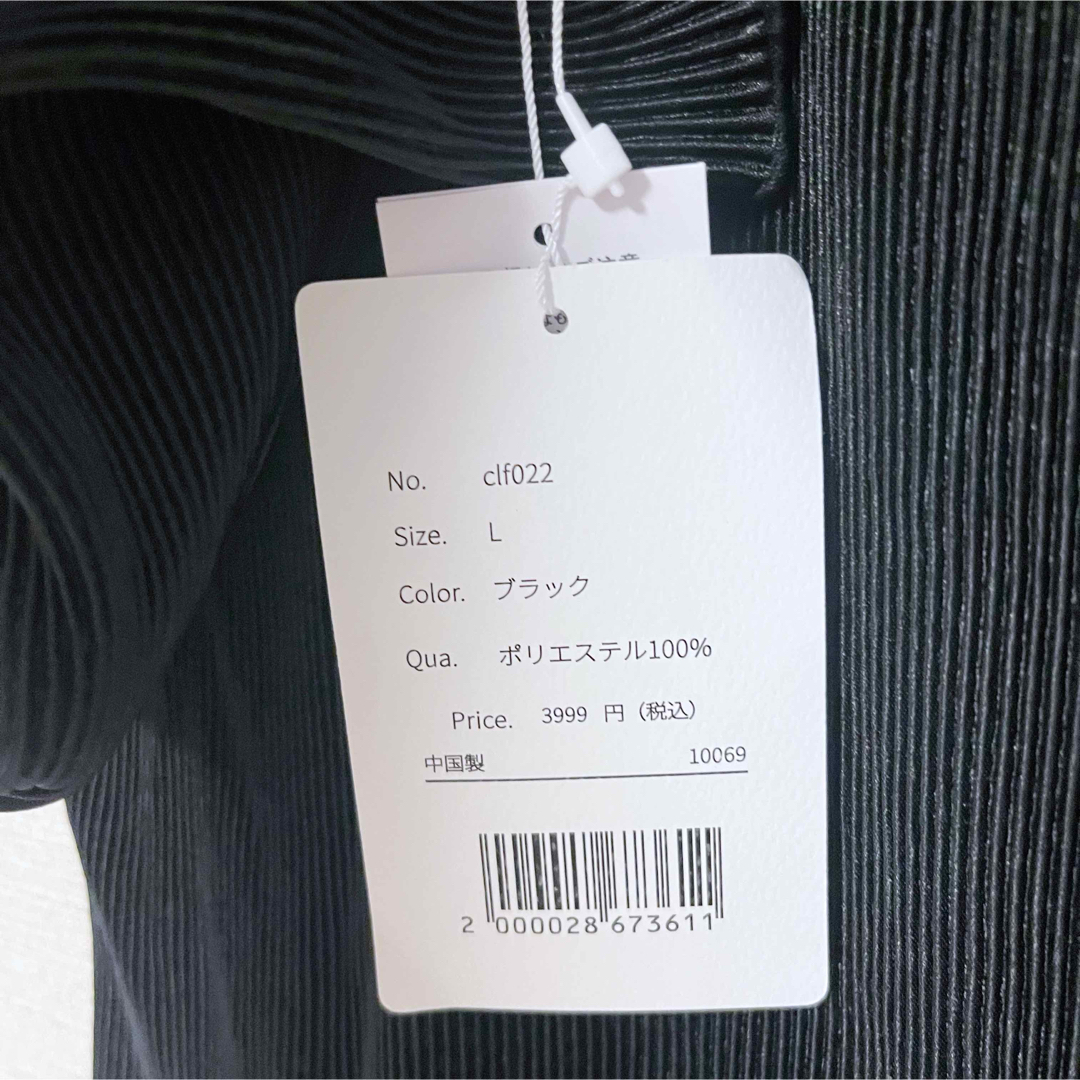 No. clf022
Size. L
Color. ブラック
Qua. ポリエステル100%
Price. 3999 円（税込）
中国製 10069
2 000028 673611